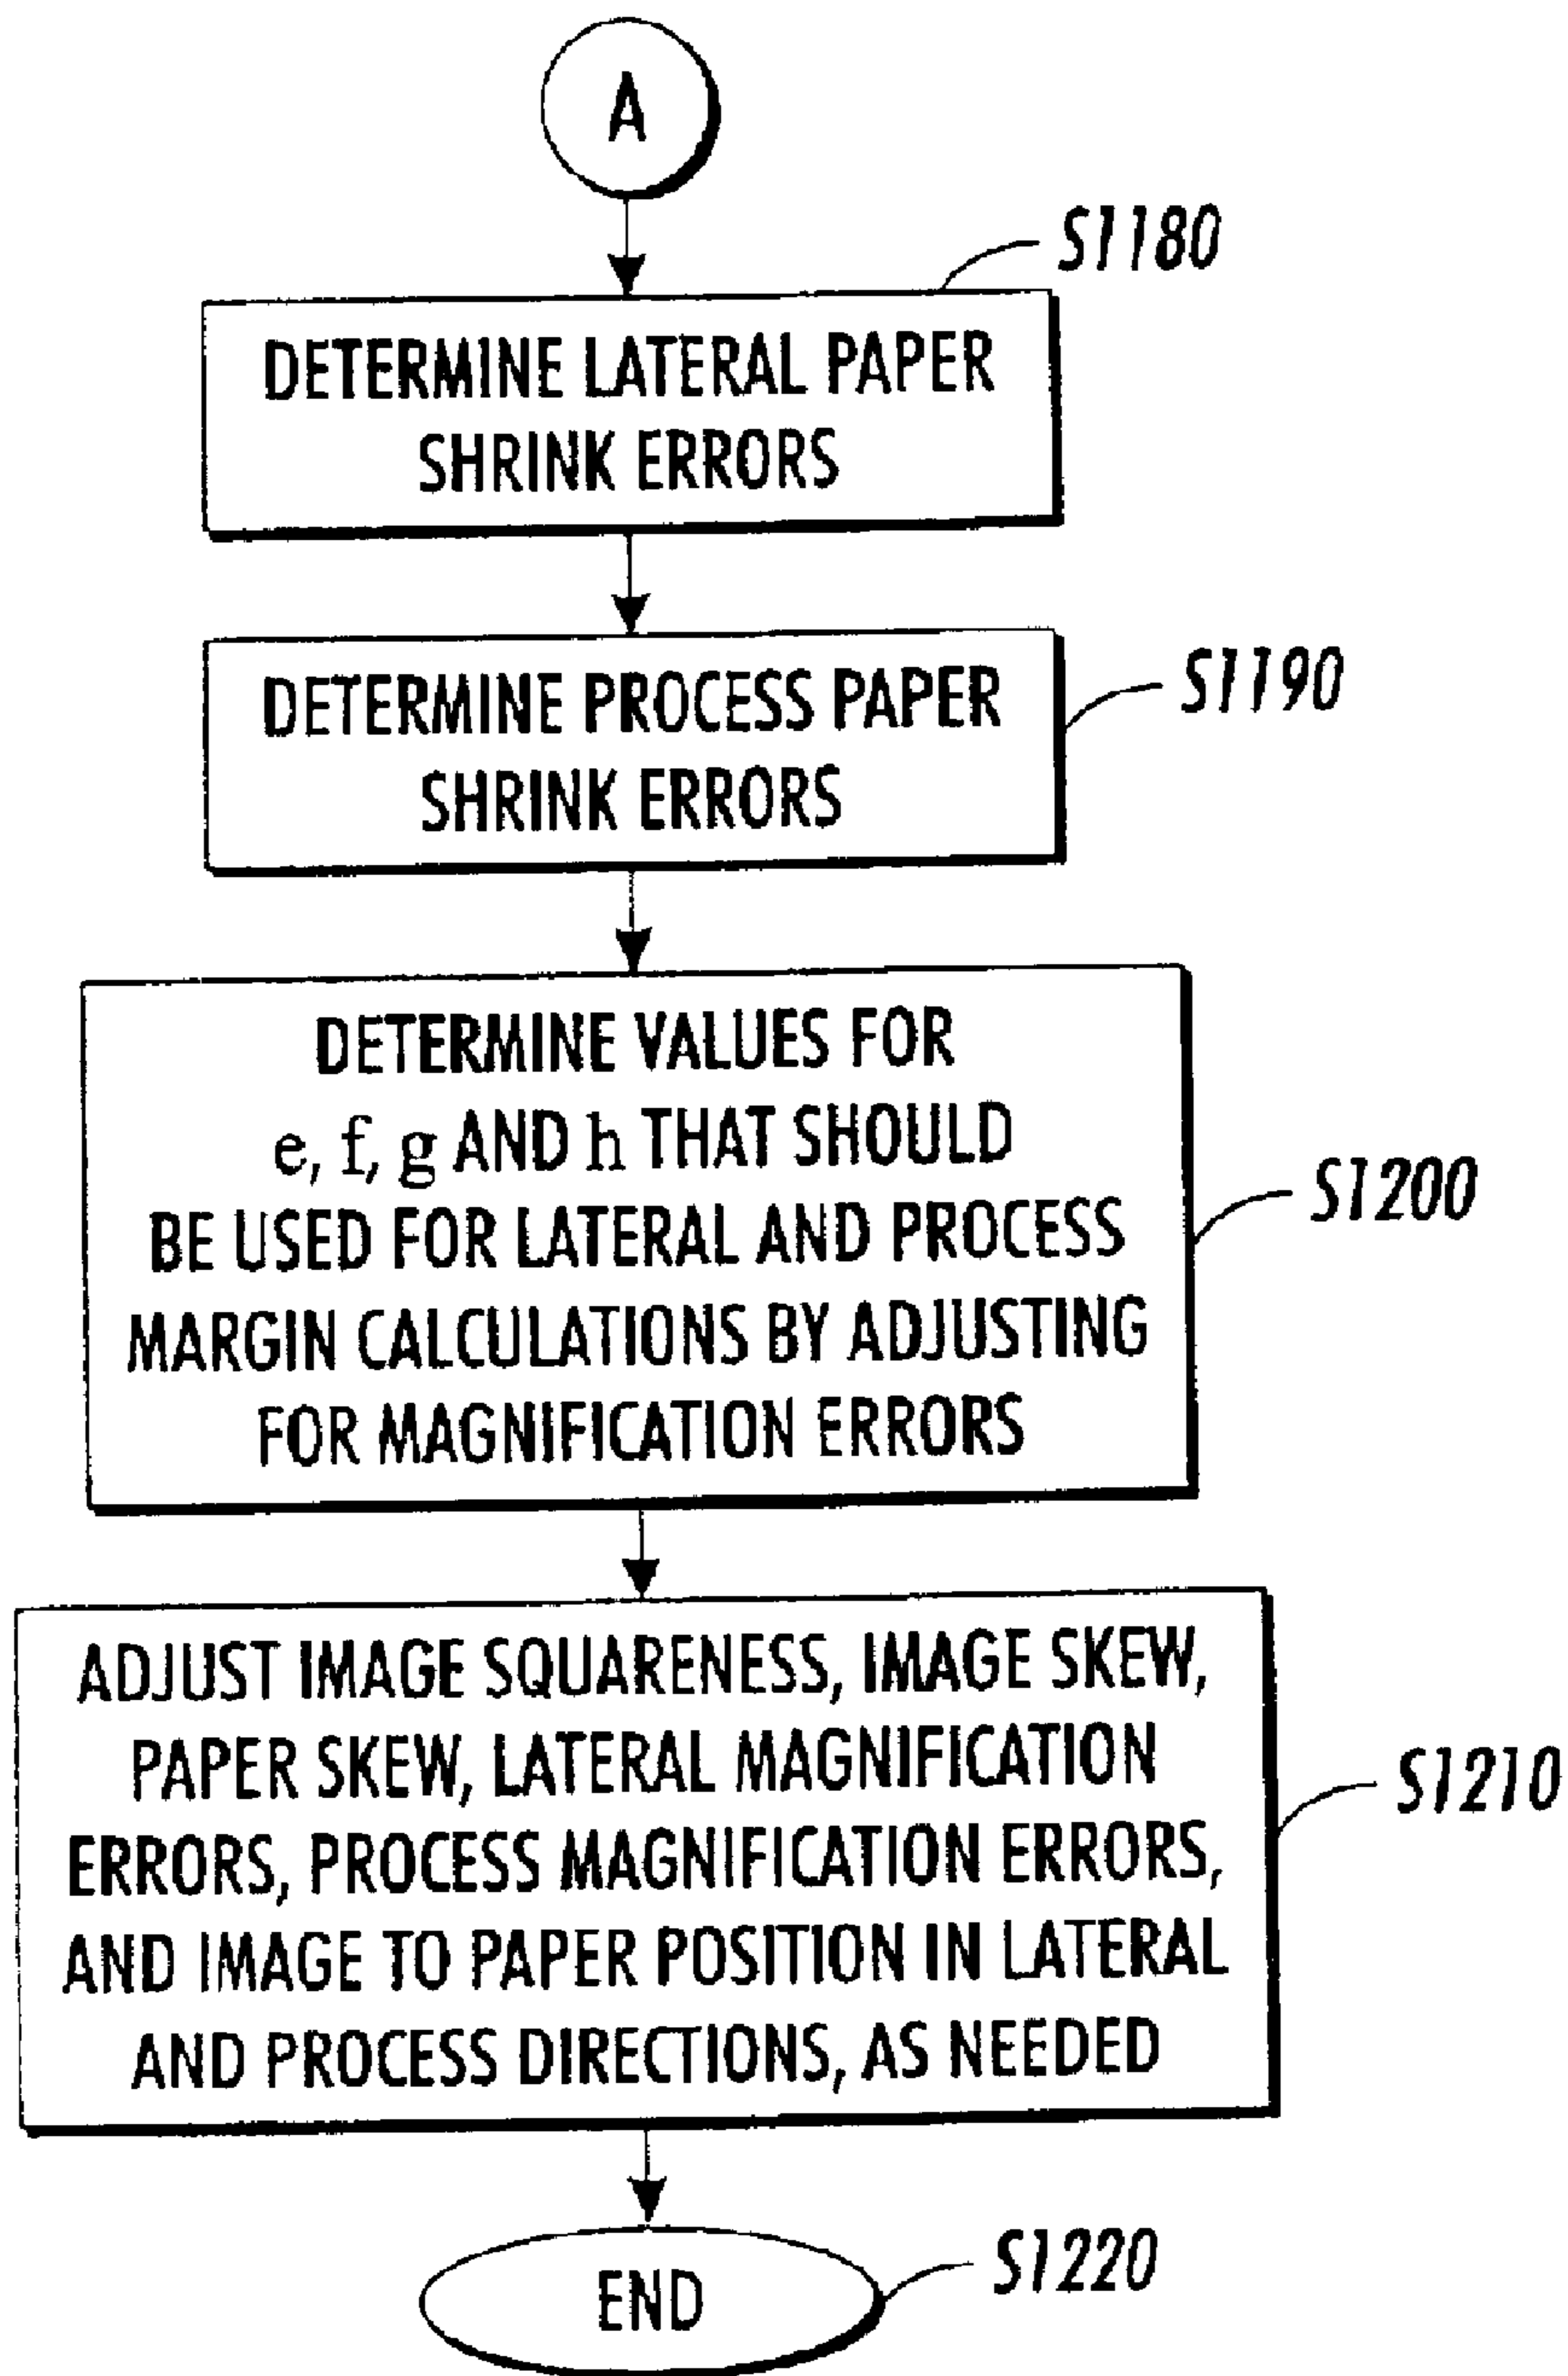 A
S1180
DETERMINE LATERAL PAPER
SHRINK ERRORS
S1190
DETERMINE PROCESS PAPER
SHRINK ERRORS
DETERMINE VALUES FOR
e, f, g AND h THAT SHOULD
BE USED FOR LATERAL AND PROCESS
MARGIN CALCULATIONS BY ADJUSTING
FOR MAGNIFICATION ERRORS
S1200
ADJUST IMAGE SQUARENESS, IMAGE SKEW,
PAPER SKEW, LATERAL MAGNIFICATION
ERRORS, PROCESS MAGNIFICATION ERRORS,
AND IMAGE TO PAPER POSITION IN LATERAL
AND PROCESS DIRECTIONS, AS NEEDED
S1210
END
S1220